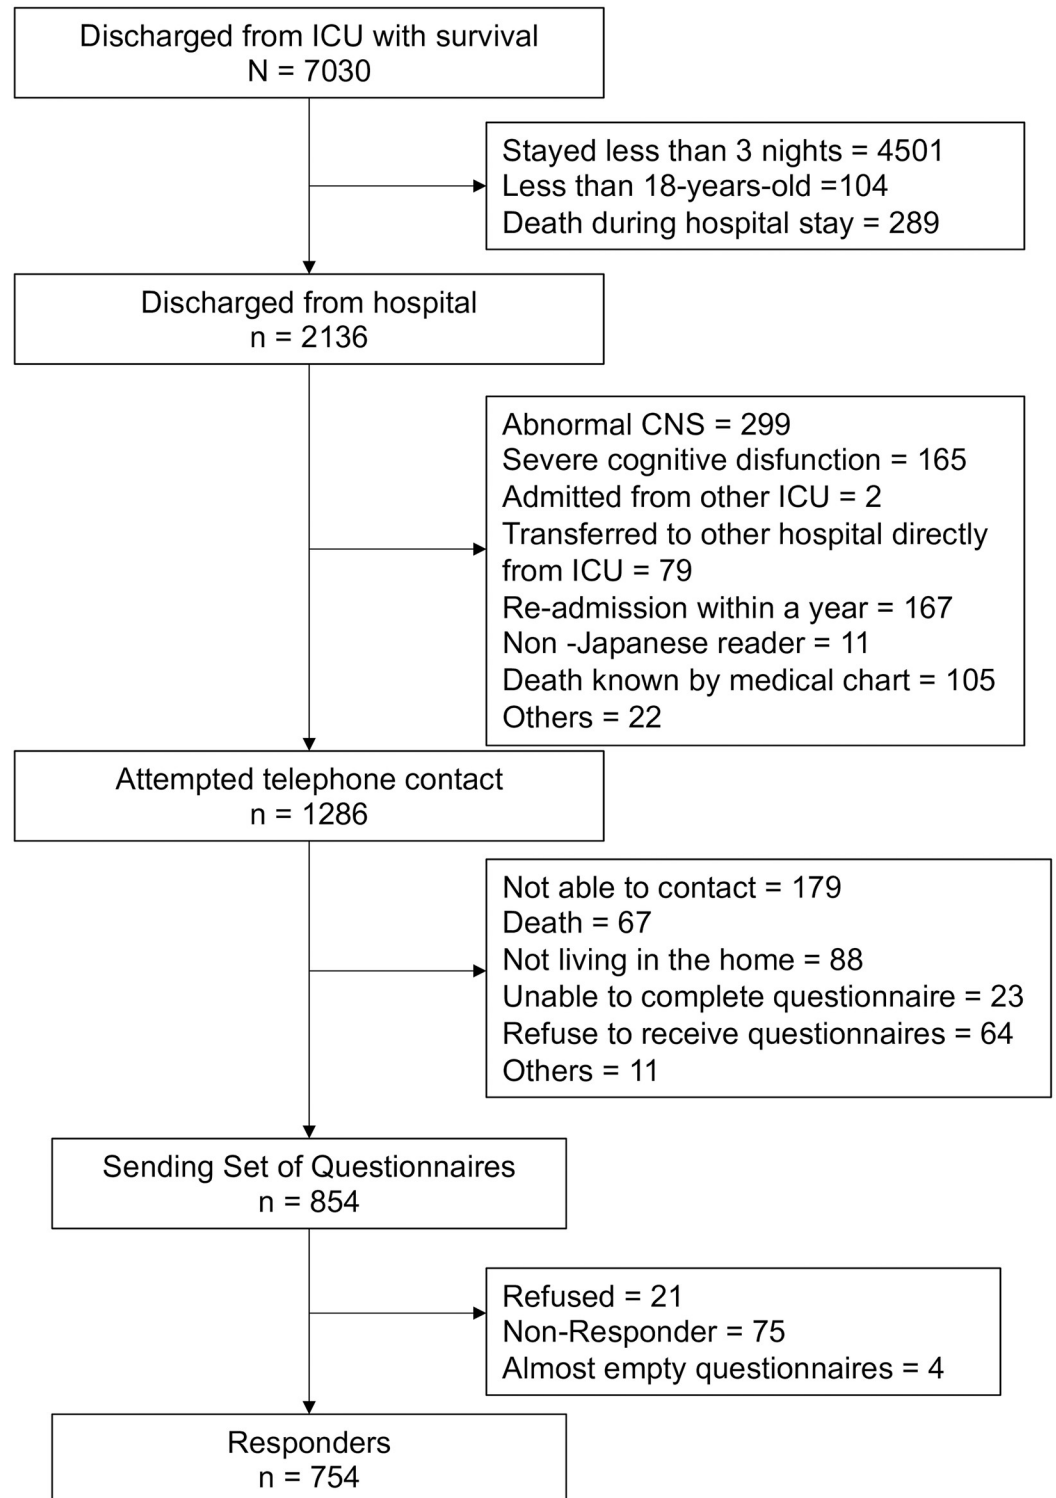 Discharged from ICU with survival
N = 7030
Stayed less than 3 nights = 4501
Less than 18-years-old =104
Death during hospital stay = 289
Discharged from hospital
n = 2136
Abnormal CNS = 299
Severe cognitive disfunction = 165
Admitted from other ICU = 2
Transferred to other hospital directly
from ICU = 79
Re-admission within a year = 167
Non -Japanese reader = 11
Death known by medical chart = 105
Others = 22
Attempted telephone contact
n = 1286
Not able to contact = 179
Death = 67
Not living in the home = 88
Unable to complete questionnaire = 23
Refuse to receive questionnaires = 64
Others = 11
Sending Set of Questionnaires
n = 854
Refused = 21
Non-Responder = 75
Almost empty questionnaires = 4
Responders
n = 754